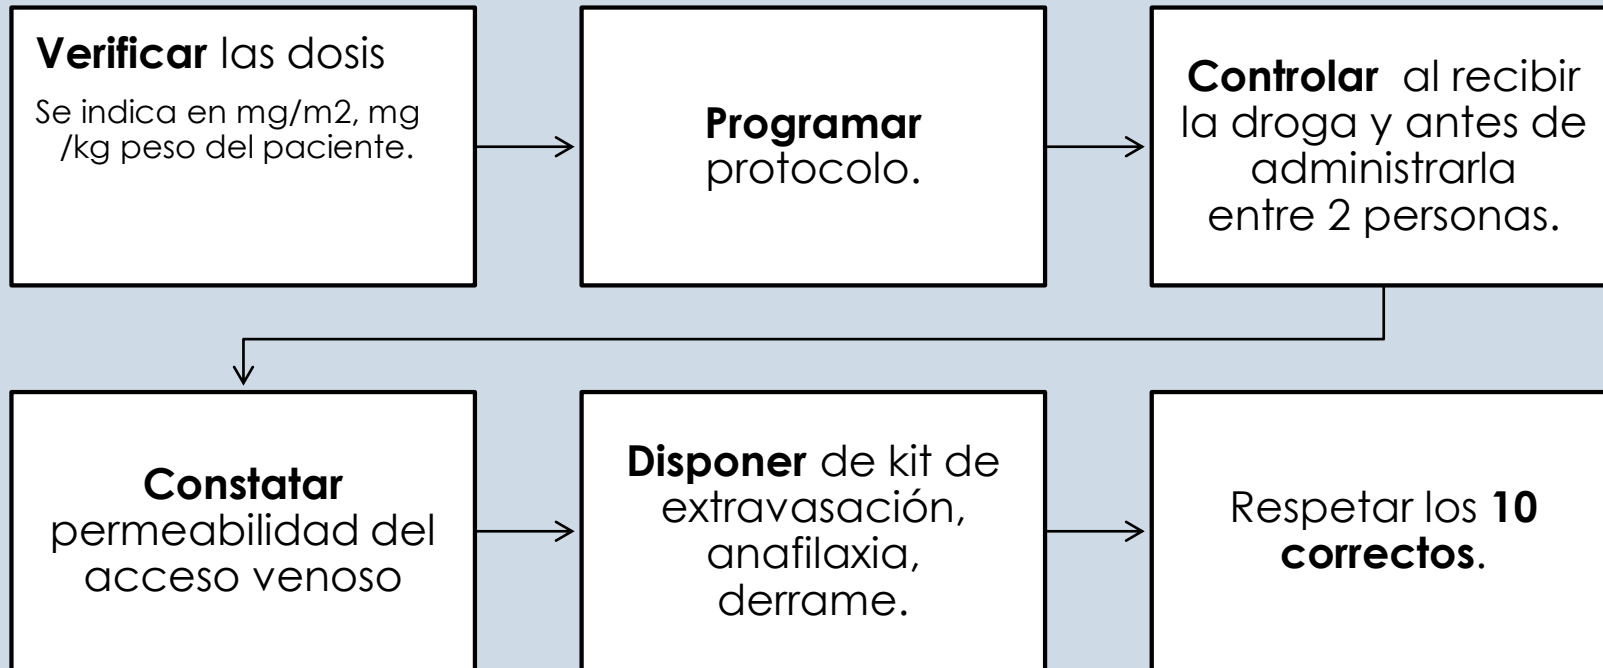 Verificar las dosis
Se indica en mg/m2, mg
/kg peso del paciente.
Programar
protocolo.
Controlar al recibir
la droga y antes de
administrarla
entre 2 personas.
Constatar
permeabilidad del
acceso venoso
Disponer de kit de
extravasación,
anafilaxia,
derrame.
Respetar los 10
correctos.